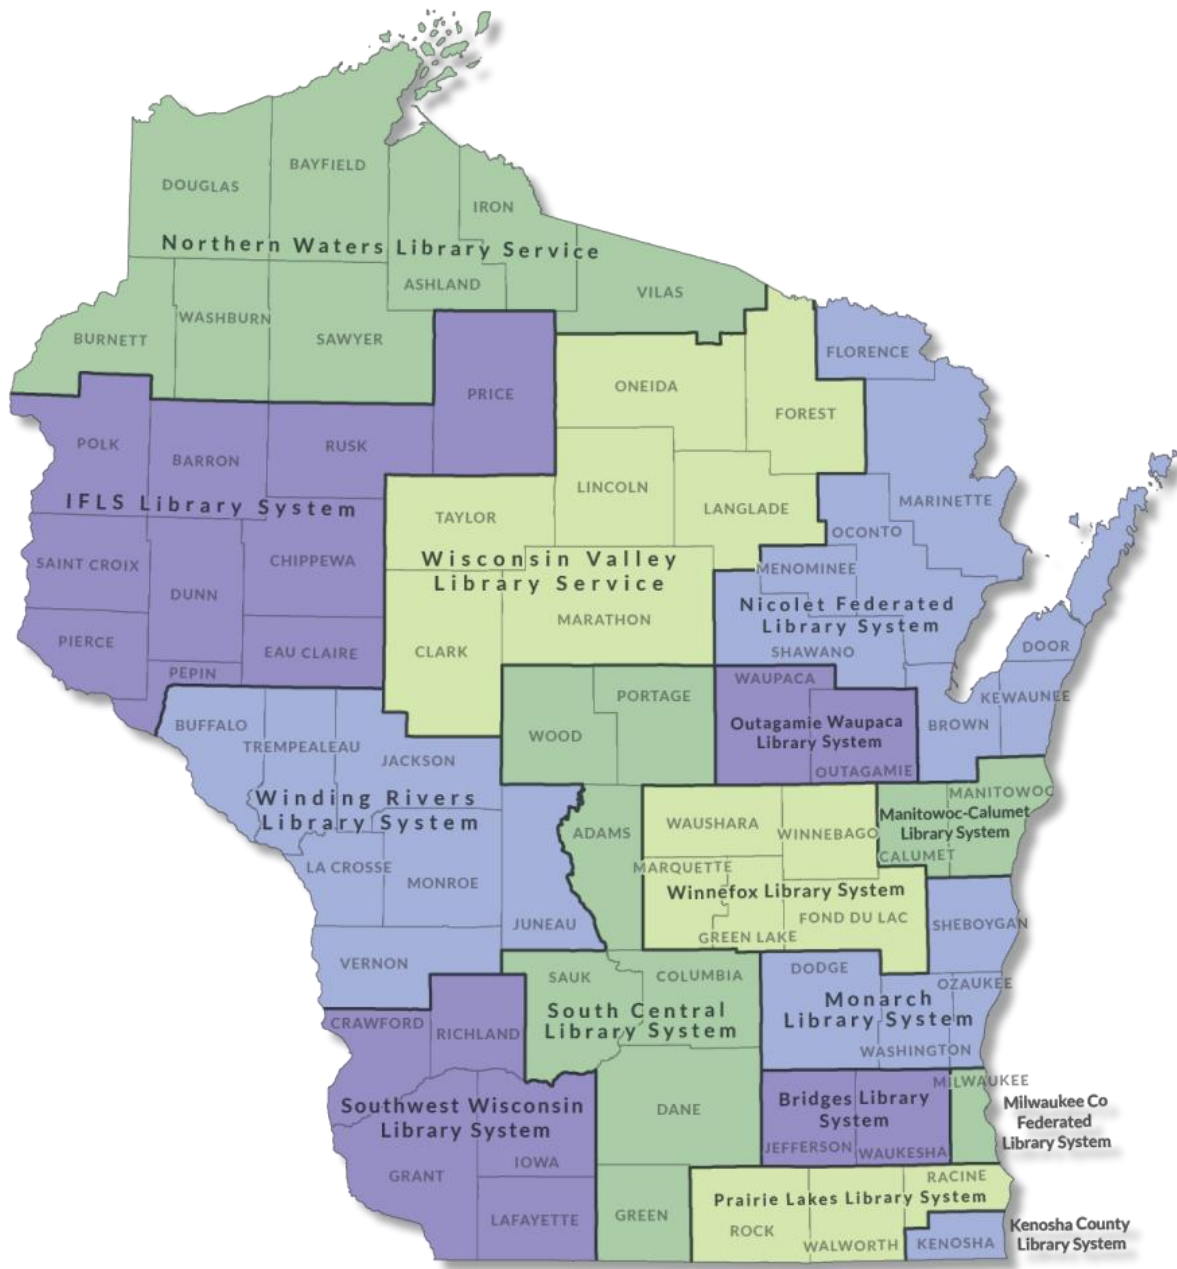 BAYFIELD
DOUGLAS
IRON
Northern Waters Library Service
ASHLAND
VILAS
WASHBURN
BURNETT
SAWYER
FLORENCE
PRICE
ONEIDA
FOREST
POLK
BARRON
RUSK
LINCOLN
MARINETTE
IFLS Library System
LANGLADE
TAYLOR
OCONTO
Wisconsin Valley
Library Service
SAINT CROIX
CHIPPEWA
MENOMINEE
DUNN
Nicolet Federated
Library System
MARATHON
PIERCE
EAU CLAIRE
CLARK
SHAWANO
DOOR
PEPIN
WAUPACA
PORTAGE
KEWAUNEE
BUFFALO
Outagamie Waupaca
Library System
BROWN
WOOD
TREMPEALEAU
JACKSON
OUTAGAMIE
MANITOWOC
Winding Rivers
Library System
Manitowoc-Calumet
Library System
WAUSHARA
WINNEBAGO
ADAMS
CALUMET
LA CROSSE
MARQUETTE
MONROE
Winnefox Library System
FOND DU LAC
JUNEAU
SHEBOYGAN
GREEN LAKE
VERNON
SAUK
COLUMBIA
DODGE
OZAUKEE
South Central
Library System
Monarch
Library System
CRAWFORD
RICHLAND
WASHINGTON
MILWAUKEE
Bridges Library
System
Milwaukee Co
Federated
Library System
Southwest Wisconsin
Library System
DANE
JEFFERSON
WAUKESHA
IOWA
GRANT
RACINE
Prairie Lakes Library System
LAFAYETTE
GREEN
ROCK
WALWORTH
KENOSHA
Kenosha County
Library System